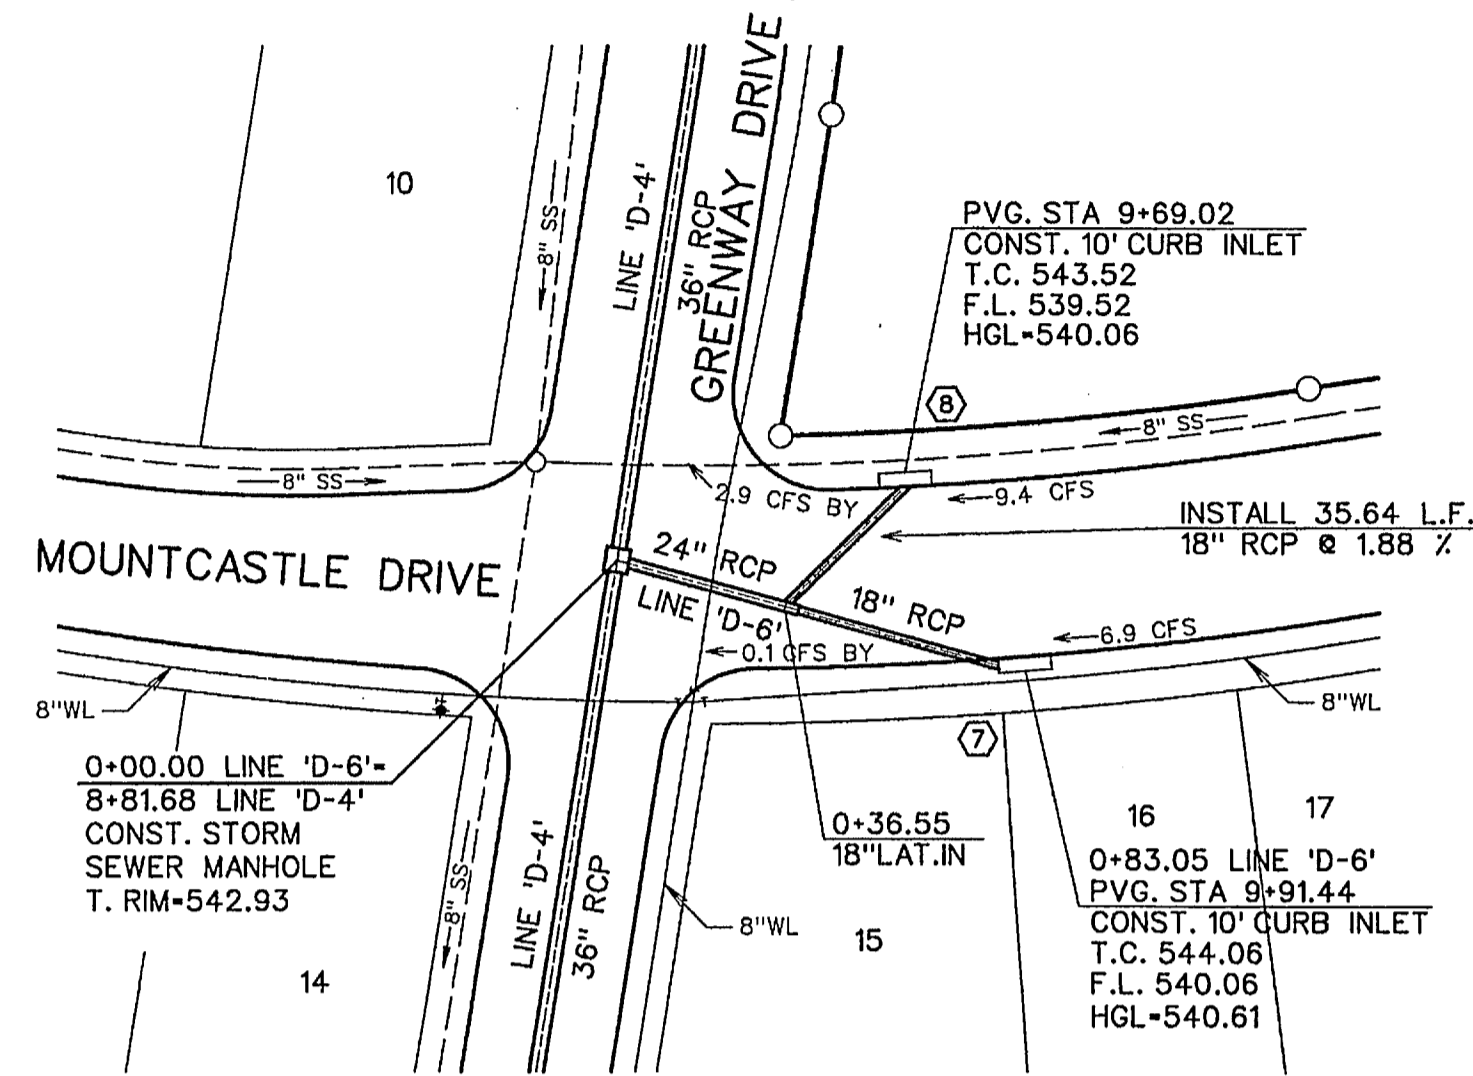 GREENWAY DRIVE
10
8" SS
LINE 'D-4'
36" RCP
PVG. STA 9+69.02
CONST. 10' CURB INLET
T.C. 543.52
F.L. 539.52
HGL=540.06
8
8" SS
8" SS
2.9 CFS BY
9.4 CFS
INSTALL 35.64 L.F.
18" RCP @ 1.88 %
MOUNTCASTLE DRIVE
24" RCP
LINE 'D-6'
18" RCP
6.9 CFS
0.1 CFS BY
8"WL
8"WL
7
0+00.00 LINE 'D-6'=
8+81.68 LINE 'D-4'
CONST. STORM
SEWER MANHOLE
T. RIM=542.93
0+36.55
18"LAT.IN
16
17
0+83.05 LINE 'D-6'
PVG. STA 9+91.44
CONST. 10' CURB INLET
T.C. 544.06
F.L. 540.06
HGL=540.61
8" SS
LINE 'D-4'
36" RCP
8"WL
15
14